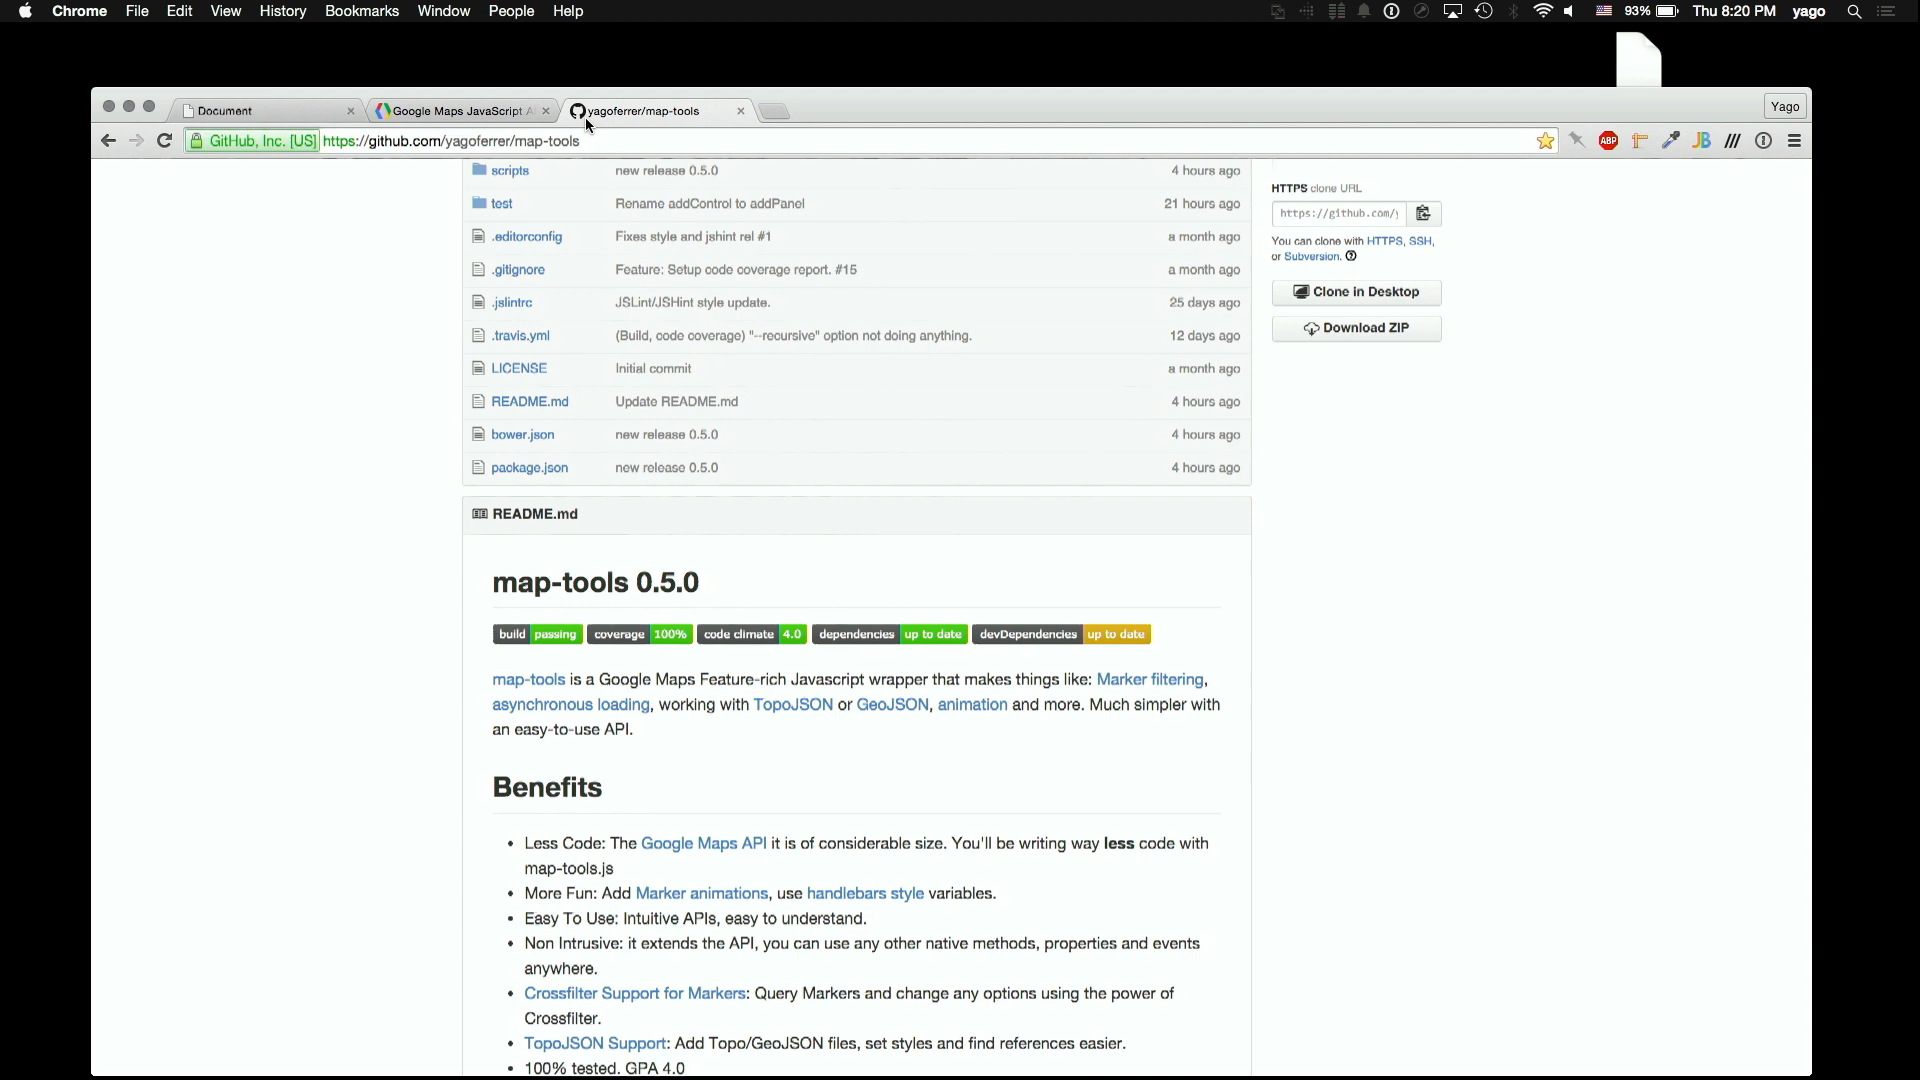 Chrome File Edit View History Bookmarks Window People Help
93% Thu 8:20 PM yago
Document
Google Maps JavaScript A
yagoferrer/map-tools
Yago
GitHub, Inc. [US] https://github.com/yagoferrer/map-tools
ABP
JB
scripts new release 0.5.0 4 hours ago
test Rename addControl to addPanel 21 hours ago
.editorconfig Fixes style and jshint rel #1 a month ago
.gitignore Feature: Setup code coverage report. #15 a month ago
.jslintrc JSLint/JSHint style update. 25 days ago
.travis.yml (Build, code coverage) "--recursive" option not doing anything. 12 days ago
LICENSE Initial commit a month ago
README.md Update README.md 4 hours ago
bower.json new release 0.5.0 4 hours ago
package.json new release 0.5.0 4 hours ago
HTTPS clone URL
https://github.com/y
You can clone with HTTPS, SSH,
or Subversion.
Clone in Desktop
Download ZIP
README.md
map-tools 0.5.0
build passing coverage 100% code climate 4.0 dependencies up to date devDependencies up to date
map-tools is a Google Maps Feature-rich Javascript wrapper that makes things like: Marker filtering,
asynchronous loading, working with TopoJSON or GeoJSON, animation and more. Much simpler with
an easy-to-use API.
Benefits
• Less Code: The Google Maps API it is of considerable size. You'll be writing way less code with
map-tools.js
• More Fun: Add Marker animations, use handlebars style variables.
• Easy To Use: Intuitive APIs, easy to understand.
• Non Intrusive: it extends the API, you can use any other native methods, properties and events
anywhere.
• Crossfilter Support for Markers: Query Markers and change any options using the power of
Crossfilter.
• TopoJSON Support: Add Topo/GeoJSON files, set styles and find references easier.
• 100% tested. GPA 4.0